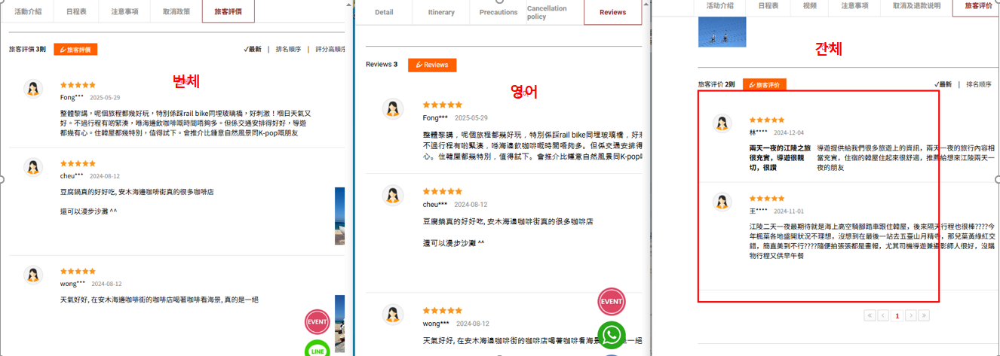 活動介紹
日程表
注意事項
取消政策
旅客評價
旅客評價 3則
旅客評價
✓最新 | 排名順序 | 評分高順序
번체
Fong*** 2025-05-29
整體黎講，呢個旅程都幾好玩，特別係踩rail bike同埋玻璃橋，好刺激！咽日天氣又
好。不過行程有啲緊湊，喺海邊飲咖啡嘅時間唔夠多。但係交通安排得好好，導遊
都幾有心。住韓屋都幾特別，值得試下。會推介比鍾意自然風景同K-pop嘅朋友
cheu*** 2024-08-12
豆腐鍋真的好好吃, 安木海邊咖啡街真的很多咖啡店
還可以漫步沙灘 ^^
wong*** 2024-08-12
天氣好好, 在安木海邊咖啡街的咖啡店喝著咖啡看海景, 真的是一絕
EVENT
LINE
Detail
Itinerary
Precautions
Cancellation
policy
Reviews
Reviews 3
Reviews
영어
Fong*** 2025-05-29
整體黎講，呢個旅程都幾好玩，特別係踩rail bike同埋玻璃橋，好刺
不過行程有啲緊湊，喺海邊飲咖啡嘅時間唔夠多。但係交通安排得
心。住韓屋都幾特別，值得試下。會推介比鍾意自然風景同K-pop嘅
cheu*** 2024-08-12
豆腐鍋真的好好吃, 安木海邊咖啡街真的很多咖啡店
還可以漫步沙灘 ^^
wong*** 2024-08-12
天氣好好, 在安木海邊咖啡街的咖啡店喝著咖啡看海景 是一絕
EVENT
活动介绍
日程表
视频
注意事项
取消及退款说明
旅客评价
간체
旅客评价 2则
旅客评价
✓最新 | 排名顺序
林**** 2024-12-04
兩天一夜的江陵之旅
很充實，導遊很親
切，很讚
導遊提供給我們很多旅遊上的資訊，兩天一夜的旅行內容相
當充實，住宿的韓屋住起來很舒適，推薦給想來江陵兩天一
夜的朋友
王**** 2024-11-01
江陵二天一夜最期待就是海上高空騎腳踏車跟住韓屋，後來隔天行程也很棒????今
年楓葉各地盛開狀況不理想，沒想到在最後一站去五臺山月精寺，那兒葉黃綠紅交
錯，簡直美到不行????隨便拍張張都是畫報，尤其司機導遊兼攝影師人很好，沒購
物行程又供早午餐
1